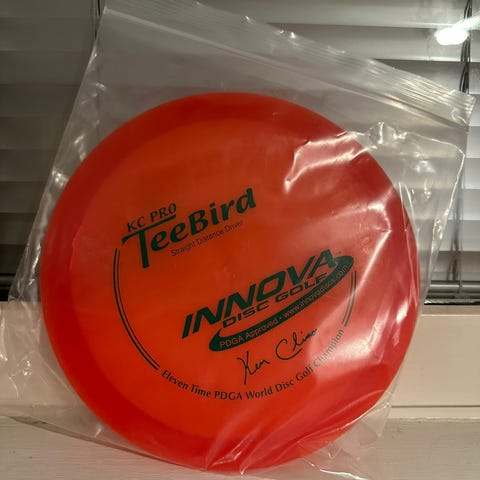 KC PRO
TeeBird
Straight Distance Driver
INNOVA
DISC GOLF
PDGA Approved • www.innovadiscs.com
Ken Climo
Eleven Time PDGA World Disc Golf Champion